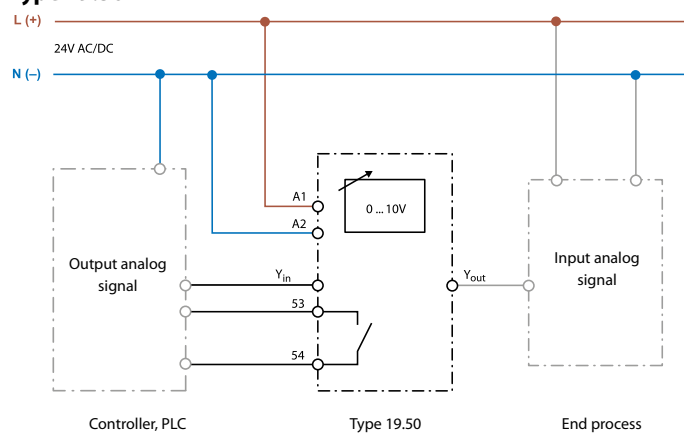 L (+)
24V AC/DC
N (–)
A1
0 ... 10V
A2
Output analog
signal
Input analog
signal
Yin
Yout
53
54
Controller, PLC
Type 19.50
End process